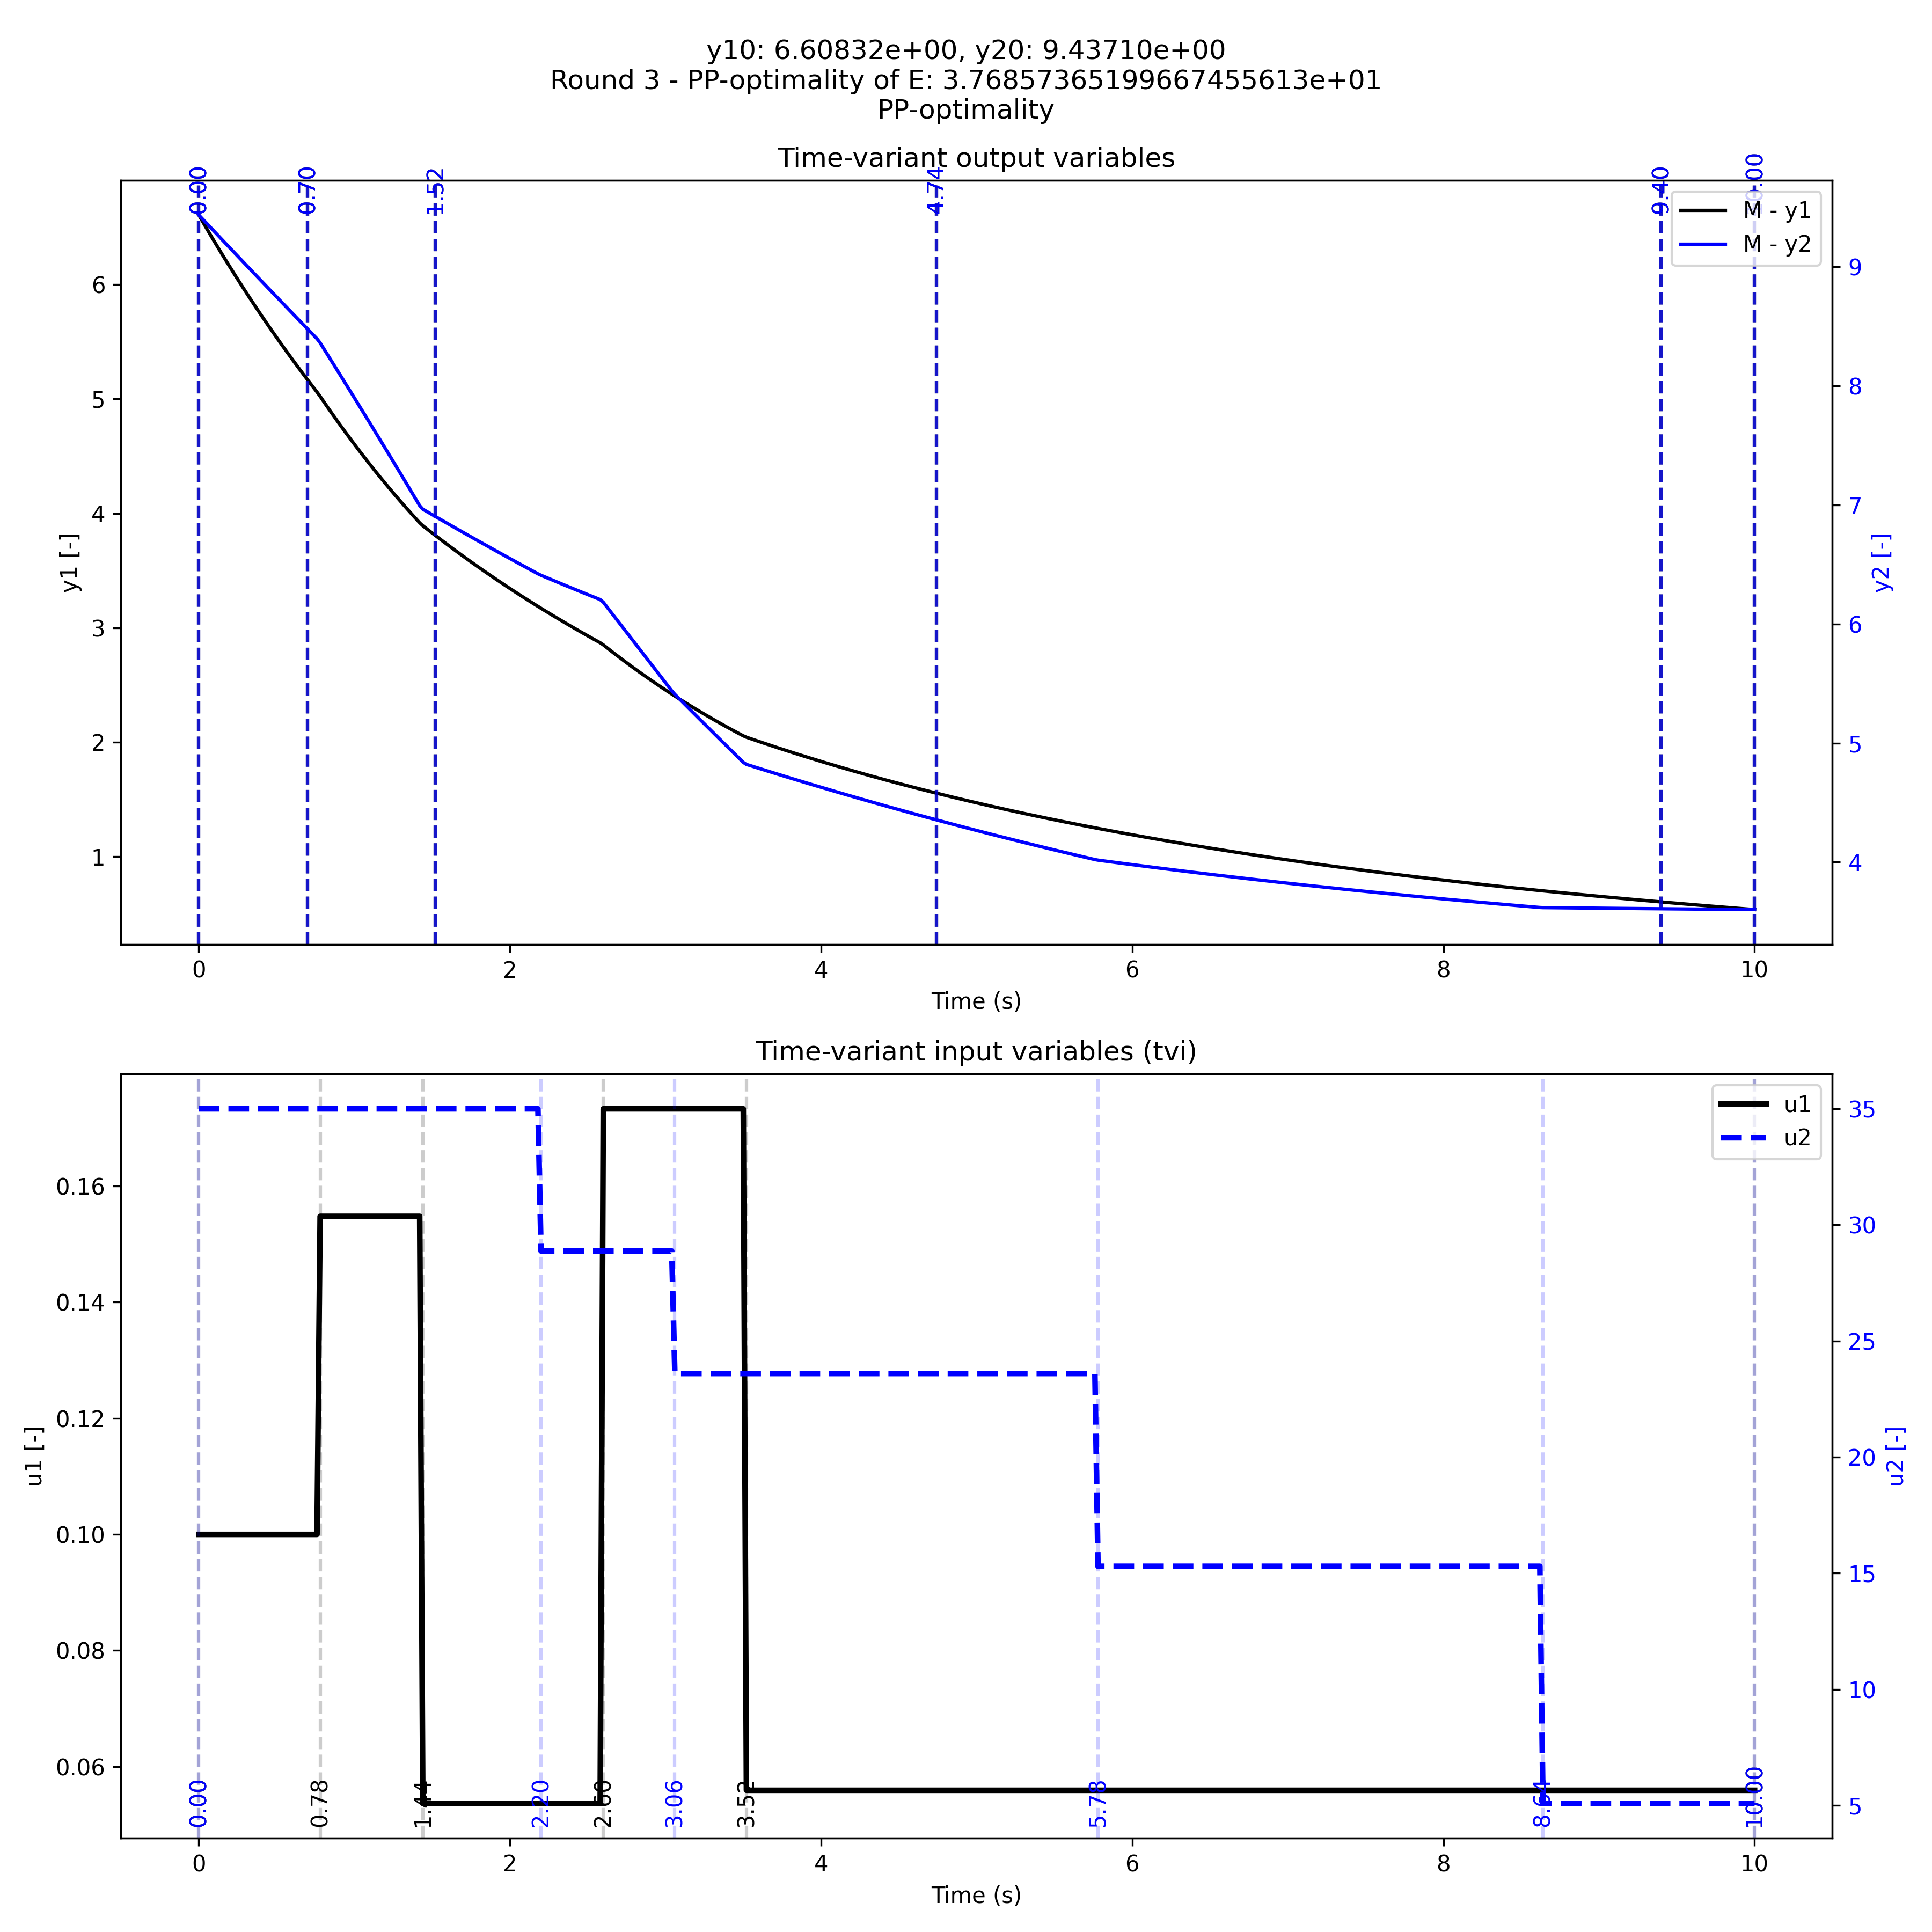 y10: 6.60832e+00, y20: 9.43710e+00
Round 3 - PP-optimality of E: 3.76857365199667455613e+01
PP-optimality
Time-variant output variables
0.00
0.70
1.52
4.74
9.40
M - y1
M - y2
6
5
4
3
2
1
y1 [-]
9
8
7
6
5
4
y2 [-]
0 2 4 6 8 10
Time (s)
Time-variant input variables (tvi)
u1
u2
0.16
0.14
0.12
0.10
0.08
0.06
u1 [-]
35
30
25
20
15
10
5
u2 [-]
0.00
0.78
1.44
2.20
2.60
3.06
3.52
5.78
8.64
10.00
0 2 4 6 8 10
Time (s)